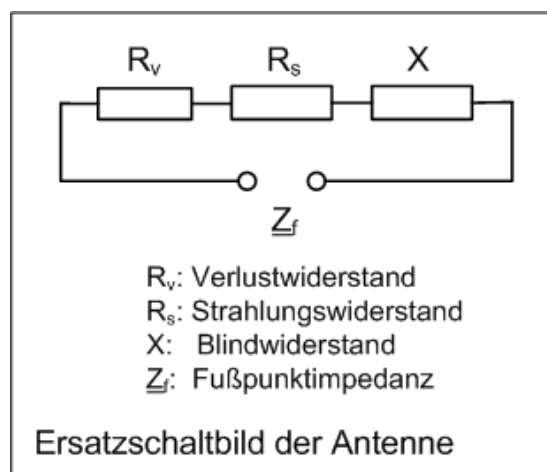 Rv Rs X
Zf
Rv: Verlustwiderstand
Rs: Strahlungswiderstand
X: Blindwiderstand
Zf: Fußpunktimpedanz
Ersatzschaltbild der Antenne